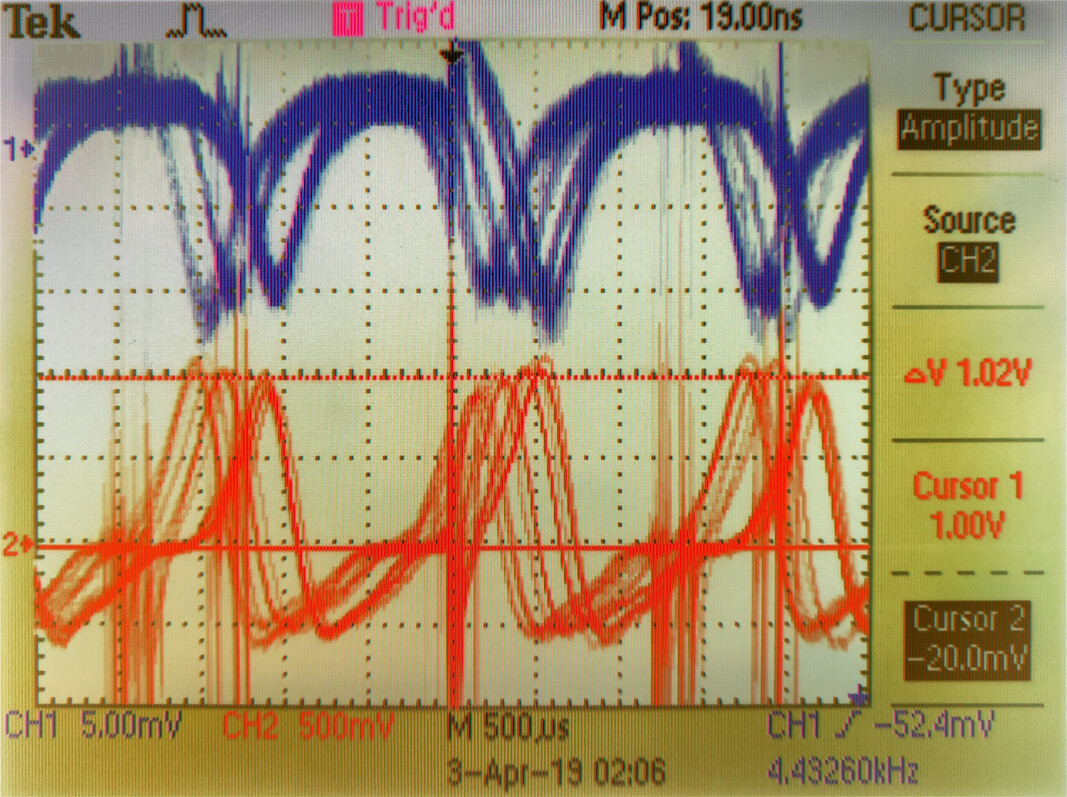 Tek T Trig'd M Pos: 19.00ns CURSOR
Type
Amplitude
1
Source
CH2
△V 1.02V
Cursor 1
1.00V
2
Cursor 2
-20.0mV
CH1 5.00mV CH2 500mV M 500µs CH1 -52.4mV
3-Apr-19 02:06 4.43260kHz